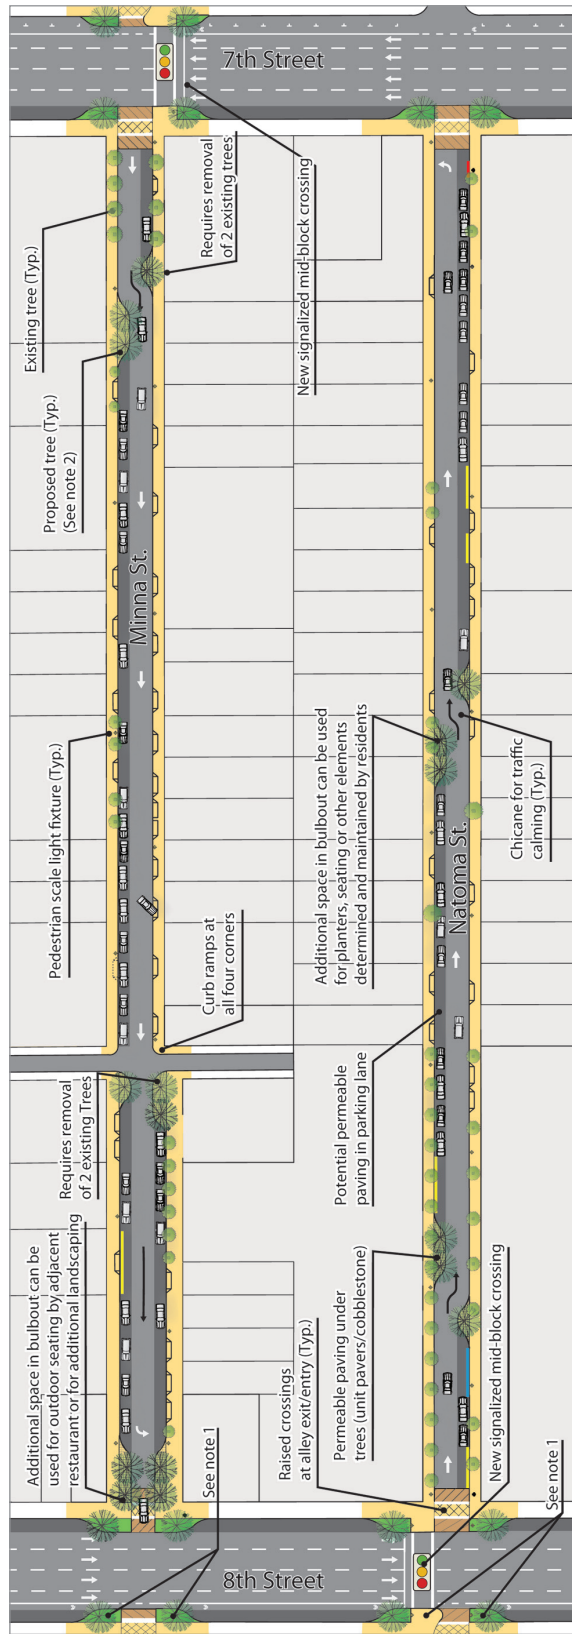 7th Street
Existing tree (Typ.)
Requires removal
of 2 existing trees
New signalized mid-block crossing
Proposed tree (Typ.)
(See note 2)
Minna St.
Pedestrian scale light fixture (Typ.)
Additional space in bulbout can be used
for planters, seating or other elements
determined and maintained by residents
Chicane for traffic
calming (Typ.)
Natoma St.
Curb ramps at
all four corners
Potential permeable
paving in parking lane
Requires removal
of 2 existing Trees
Additional space in bulbout can be
used for outdoor seating by adjacent
restaurant or for additional landscaping
See note 1
Raised crossings
at alley exit/entry (Typ.)
Permeable paving under
trees (unit pavers/cobblestone)
New signalized mid-block crossing
See note 1
8th Street